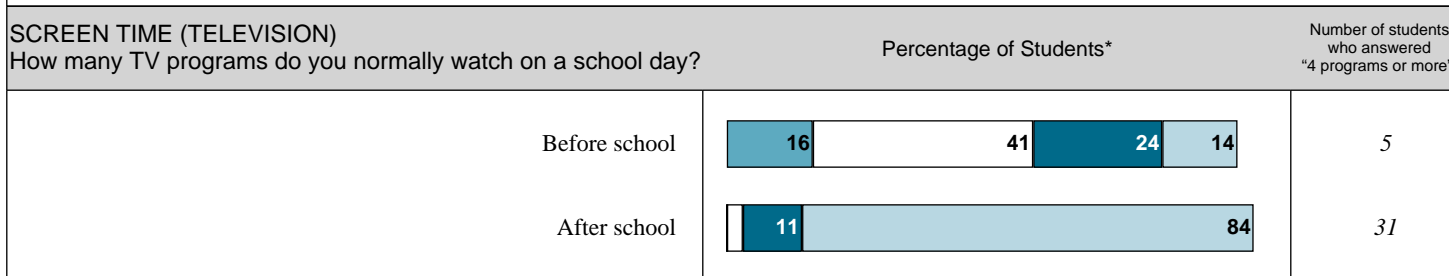 SCREEN TIME (TELEVISION)
How many TV programs do you normally watch on a school day?
Percentage of Students*
Number of students
who answered
“4 programs or more”
Before school
16 41 24 14
5
After school
11 84
31